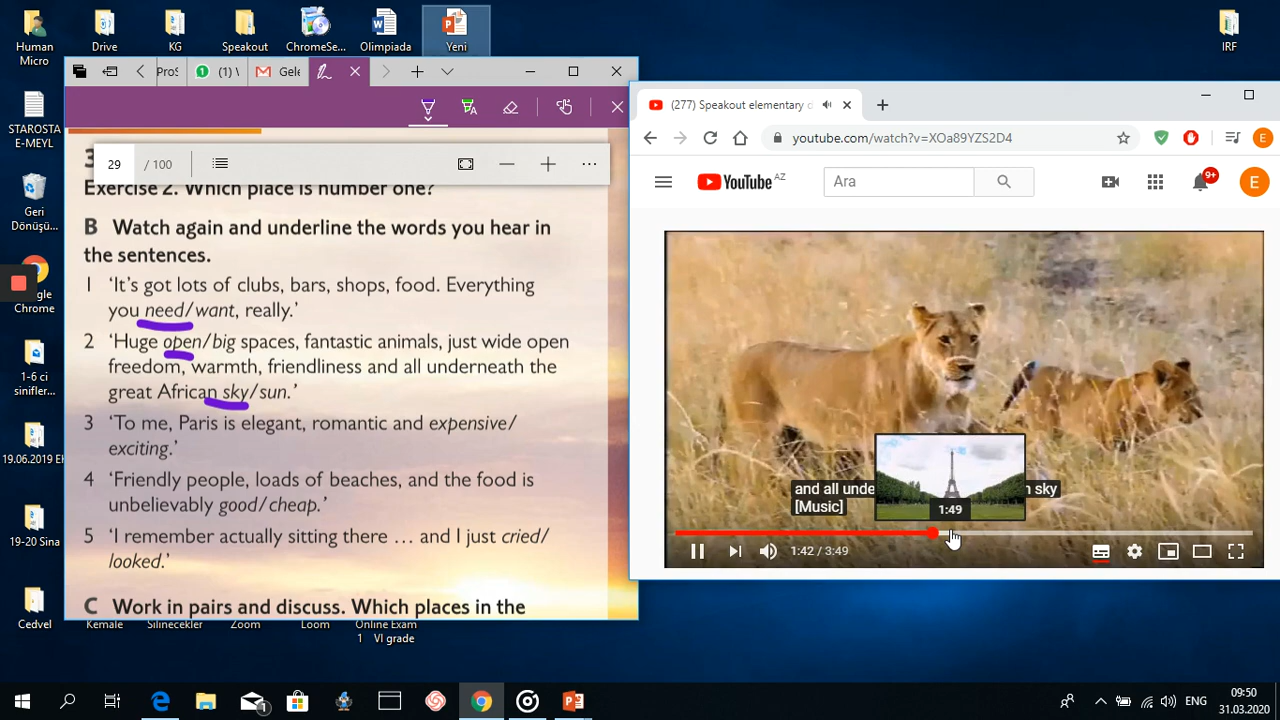 Human Micro
Drive
KG
Speakout
ChromeSe...
Olimpiada
Yeni
IRF
STAROSTA E-MEYL
Geri Dönüşü...
Chrome
1-6 ci sinifler...
19.06.2019 EH
19-20 Sina
Cedvel
Kemale
Silinecekler
Zoom
Loom
Online Exam 1 VI grade
ProS
(1) \
Gele
29 / 100
Exercise 2. Which place is number one?
B Watch again and underline the words you hear in
the sentences.
1 ‘It’s got lots of clubs, bars, shops, food. Everything
you need/want, really.’
2 ‘Huge open/big spaces, fantastic animals, just wide open
freedom, warmth, friendliness and all underneath the
great African sky/sun.’
3 ‘To me, Paris is elegant, romantic and expensive/
exciting.’
4 ‘Friendly people, loads of beaches, and the food is
unbelievably good/cheap.’
5 ‘I remember actually sitting there … and I just cried/
looked.’
C Work in pairs and discuss. Which places in the
(277) Speakout elementary
youtube.com/watch?v=XOa89YZS2D4
E
YouTube AZ
Ara
9+
E
and all unde
sky
[Music]
1:49
1:42 / 3:49
1
ENG
09:50
31.03.2020